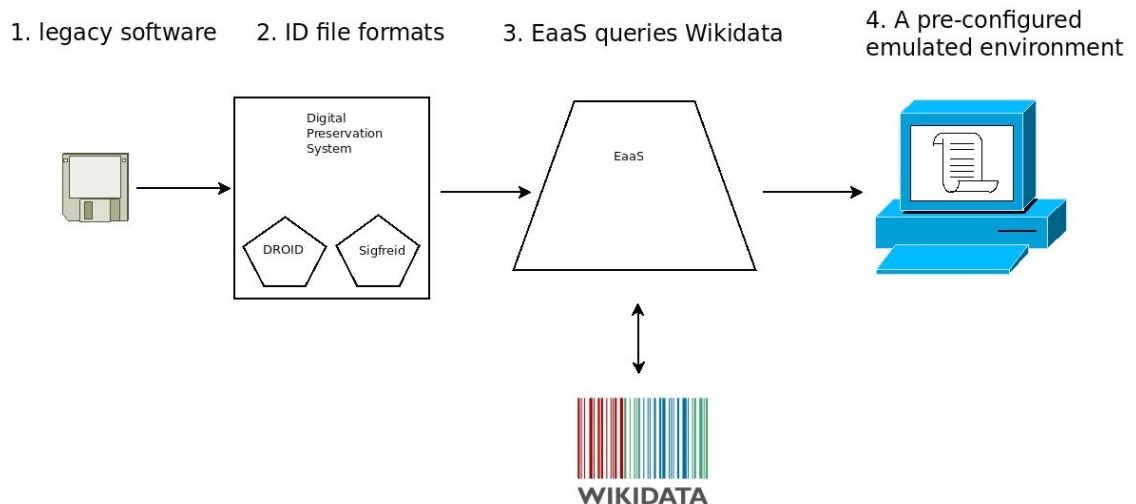 1. legacy software
2. ID file formats
3. EaaS queries Wikidata
4. A pre-configured
emulated environment
Digital
Preservation
System
DROID
Sigfreid
EaaS
WIKIDATA